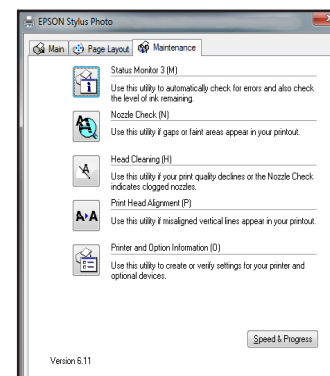 EPSON Stylus Photo
Main Page Layout Maintenance
Status Monitor 3 (M)
Use this utility to automatically check for errors and also check
the level of ink remaining.
Nozzle Check (N)
Use this utility if gaps or faint areas appear in your printout.
Head Cleaning (H)
Use this utility if your print quality declines or the Nozzle Check
indicates clogged nozzles.
Print Head Alignment (P)
Use this utility if misaligned vertical lines appear in your printout.
Printer and Option Information (O)
Use this utility to create or verify settings for your printer and
optional devices.
Speed & Progress
Version 6.11